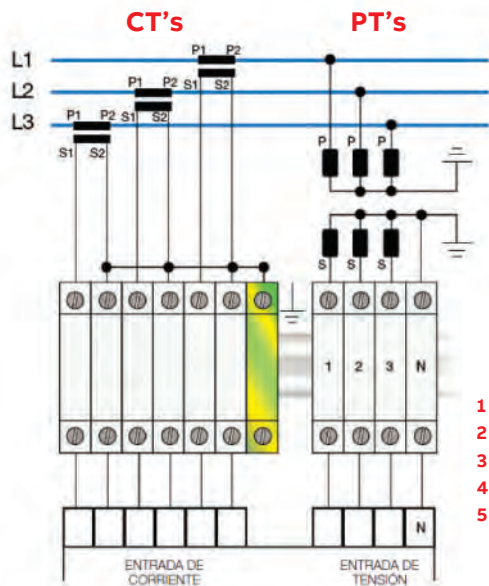 CT's PT's
P1 P2
L1
S1 S2
P1 P2
L2
S1 S2
P1 P2
L3
S1 S2
P P P
S S S
1 2 3 N
1
2
3
4
5
N
ENTRADA DE CORRIENTE
ENTRADA DE TENSIÓN